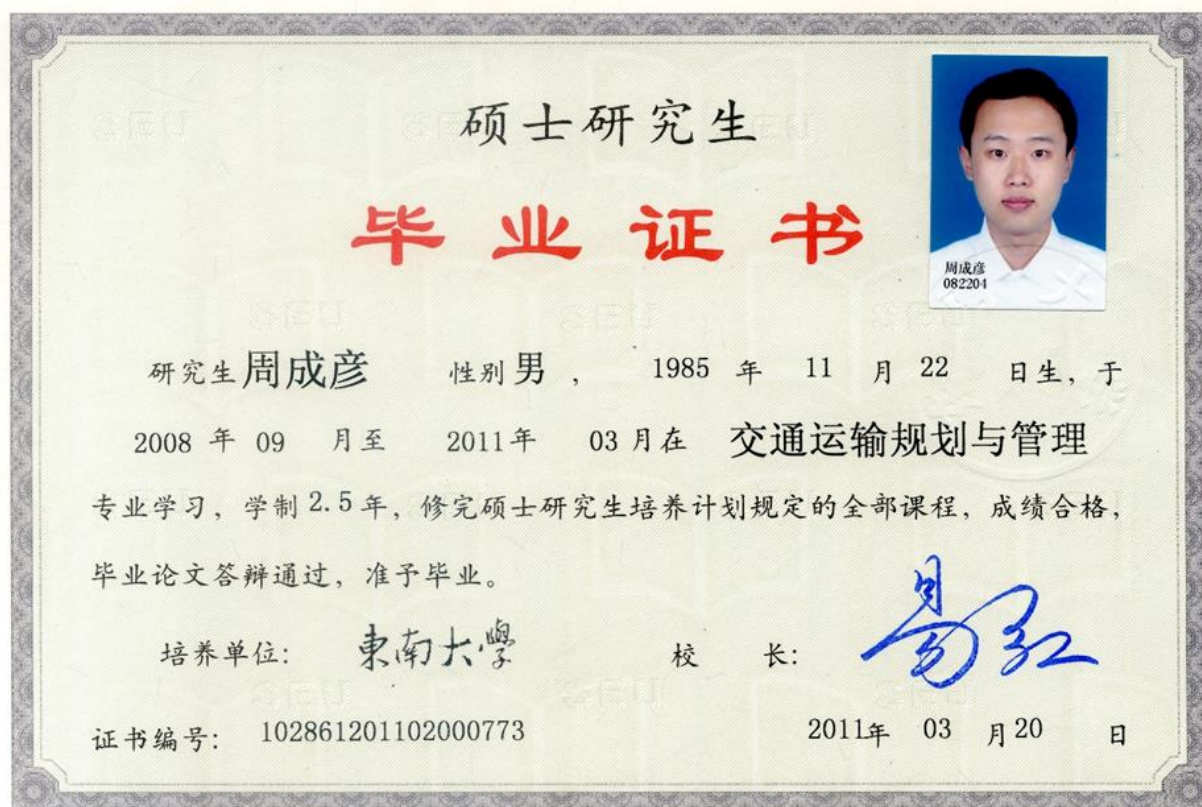 硕士研究生
毕业证书
周成彦
082204
研究生周成彦 性别男， 1985 年 11 月 22 日生，于
2008 年 09 月至 2011年 03 月在 交通运输规划与管理
专业学习，学制2.5年，修完硕士研究生培养计划规定的全部课程，成绩合格，
毕业论文答辩通过，准予毕业。
培养单位： 東南大學 校 长： 易红
证书编号： 102861201102000773 2011年 03 月20 日